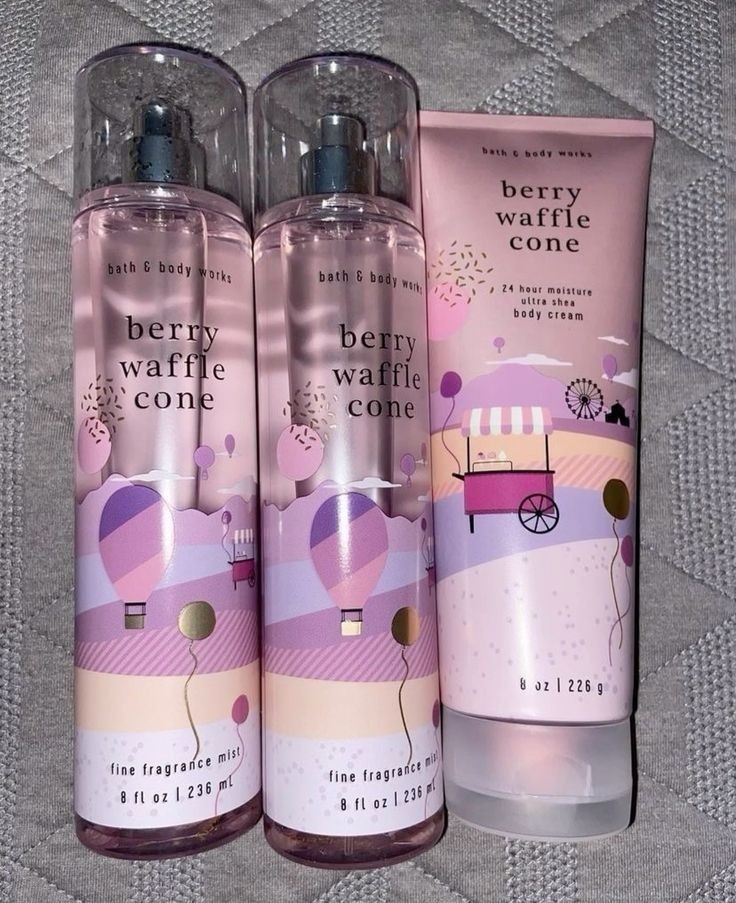 bath & body works
berry
waffle
cone
fine fragrance mist
8 fl oz | 236 mL
bath & body works
berry
waffle
cone
fine fragrance mist
8 fl oz | 236 mL
bath & body works
berry
waffle
cone
24 hour moisture
ultra shea
body cream
8 oz | 226 g